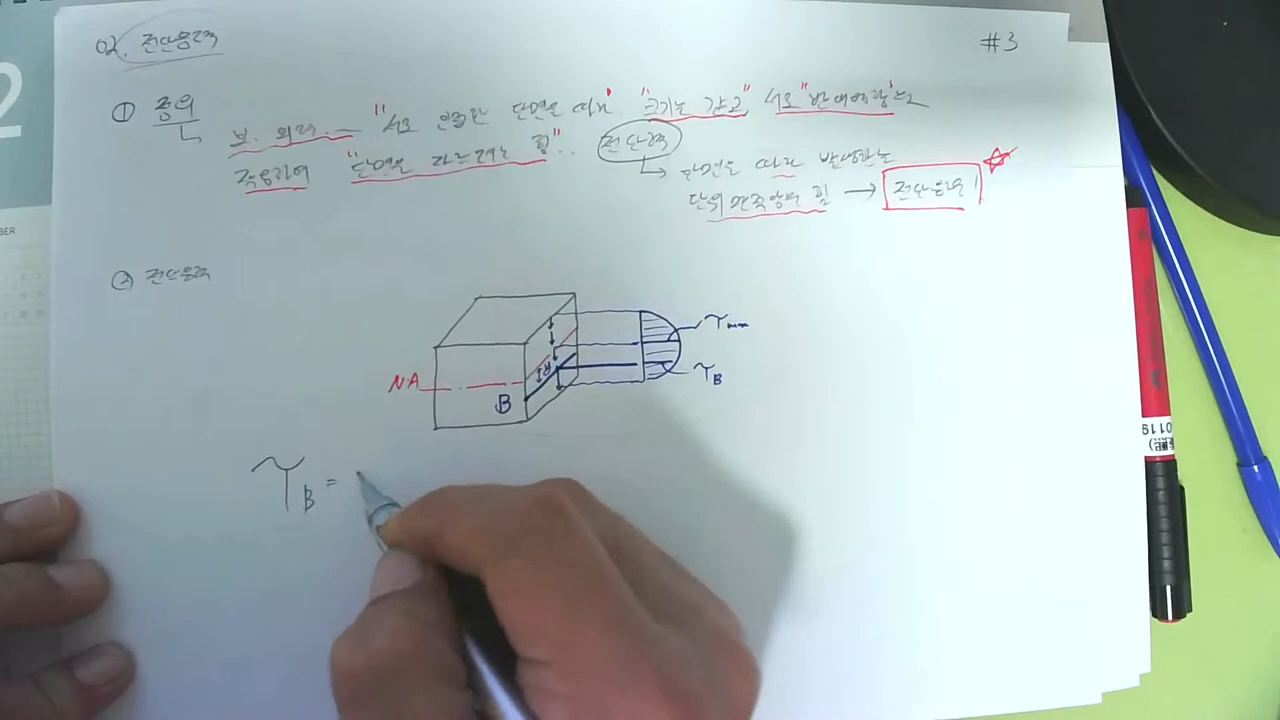 02. 전단응력
#3
① 정의
보. 외력 "서로 인접한 단면을 따라" "크기는 같고" 서로 "반대방향"으로
작용하여 "단면을 자르려는 힘".. 전단력
→ 단면을 따라 발생하는
단위 면적당의 힘 → 전단응력!
② 전단응력
τmax
NA
τB
B
τB =
2
BER
0119